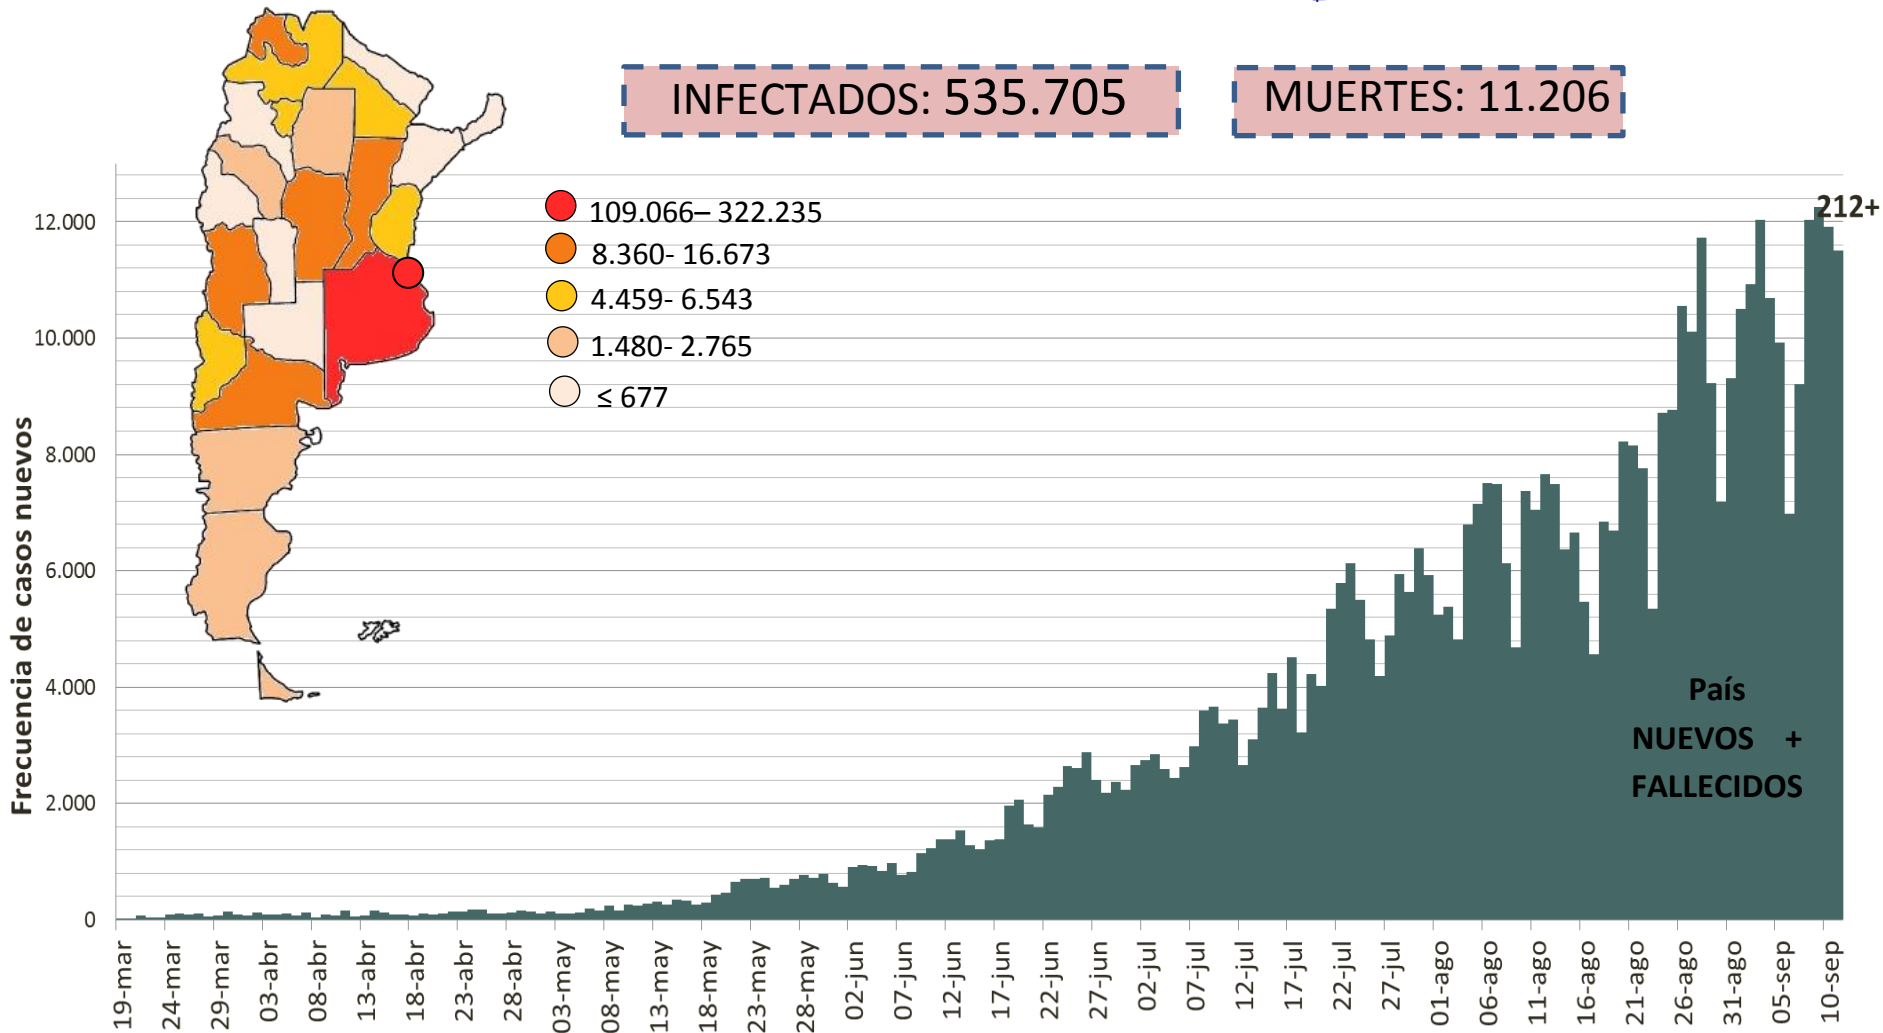 INFECTADOS: 535.705
MUERTES: 11.206
109.066– 322.235
8.360- 16.673
4.459- 6.543
1.480- 2.765
≤ 677
212+
Frecuencia de casos nuevos
12.000
10.000
8.000
6.000
4.000
2.000
0
País
NUEVOS +
FALLECIDOS
19-mar
24-mar
29-mar
03-abr
08-abr
13-abr
18-abr
23-abr
28-abr
03-may
08-may
13-may
18-may
23-may
28-may
02-jun
07-jun
12-jun
17-jun
22-jun
27-jun
02-jul
07-jul
12-jul
17-jul
22-jul
27-jul
01-ago
06-ago
11-ago
16-ago
21-ago
26-ago
31-ago
05-sep
10-sep